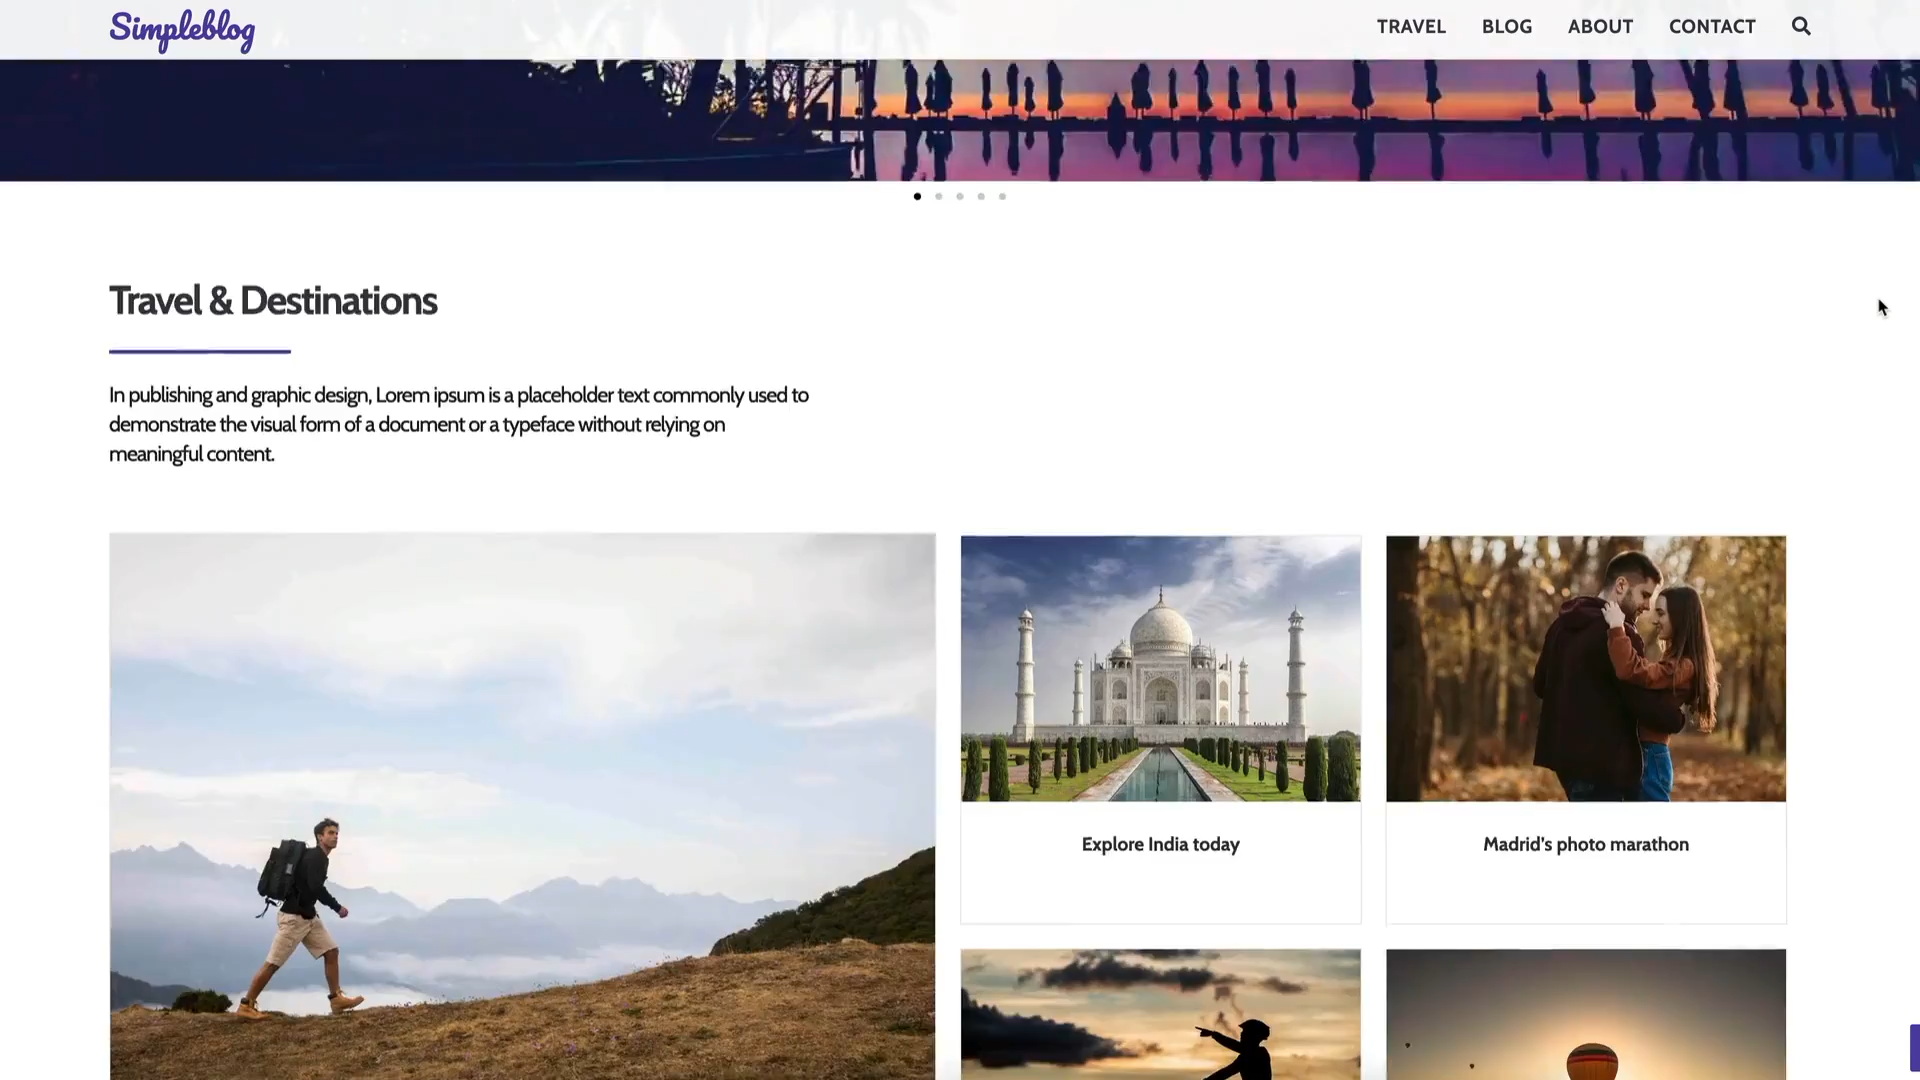 Simpleblog
TRAVEL BLOG ABOUT CONTACT
Travel & Destinations
In publishing and graphic design, Lorem ipsum is a placeholder text commonly used to
demonstrate the visual form of a document or a typeface without relying on
meaningful content.
Explore India today
Madrid's photo marathon